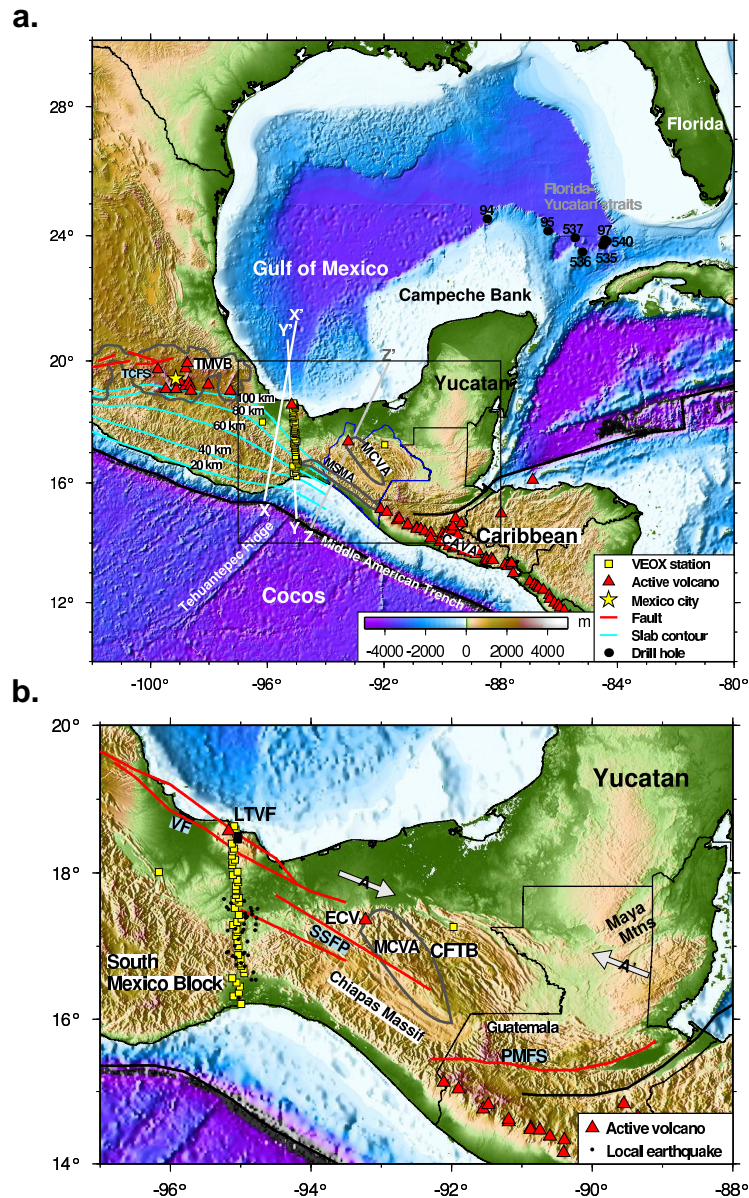 a.
28°
26°
24°
22°
20°
18°
16°
14°
12°
-100°
-96°
-92°
-88°
-84°
-80°
Florida
Florida-
Yucatan straits
94
95
537
97
540
536
535
Gulf of Mexico
Campeche Bank
X'
Y'
Z'
TCFS
TMVB
Yucatan
100 km
80 km
60 km
40 km
20 km
MCVA
MSMA
X
Y
Z
Caribbean
CAVA
Tehuantepec Ridge
Middle American Trench
Cocos
VEOX station
Active volcano
Mexico city
Fault
Slab contour
Drill hole
m
-4000
-2000
0
2000
4000
b.
20°
18°
16°
14°
-96°
-94°
-92°
-90°
-88°
Yucatan
LTVF
VF
A
ECV
SSFP
MCVA
CFTB
Maya
Mtns
A'
South
Mexico Block
Chiapas Massif
Guatemala
PMFS
Active volcano
Local earthquake